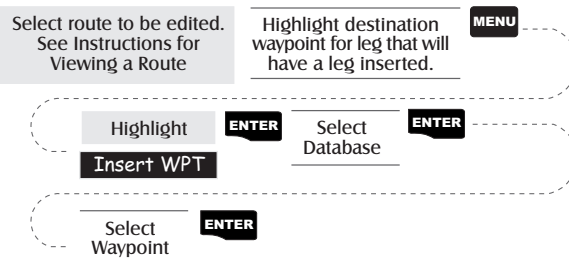 Select route to be edited.
See Instructions for
Viewing a Route
Highlight destination
waypoint for leg that will
have a leg inserted.
MENU
Highlight
Insert WPT
ENTER
Select
Database
ENTER
Select
Waypoint
ENTER